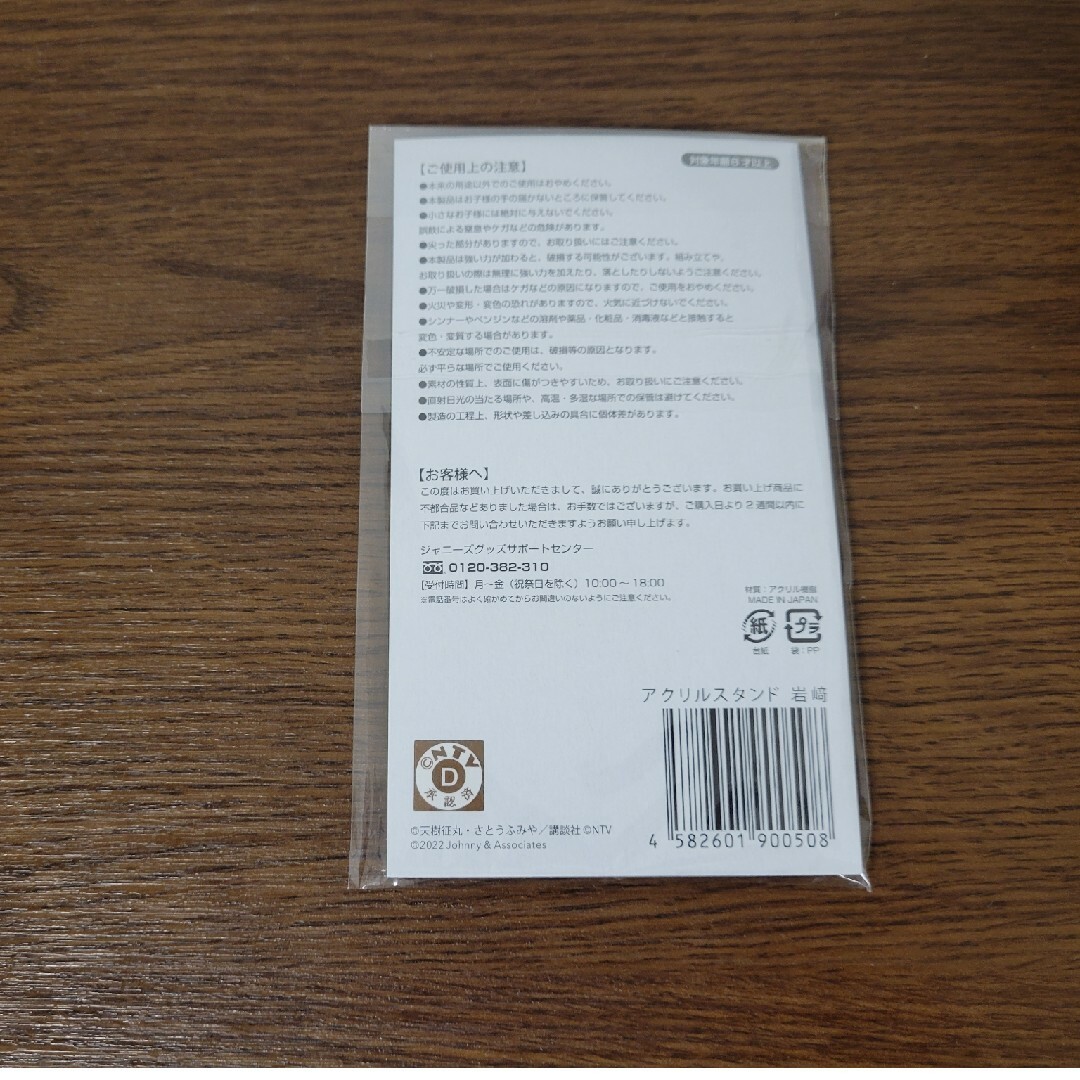 【ご使用上の注意】
対象年齢6才以上
●本来の用途以外でのご使用はおやめください。
●本製品はお子様の手の届かないところに保管してください。
●小さなお子様には絶対に与えないでください。
誤飲による窒息やケガなどの危険があります。
●尖った部分がありますので、お取り扱いにはご注意ください。
●本製品は強い力が加わると、破損する可能性がございます。組み立てや、
お取り扱いの際は無理に強い力を加えたり、落としたりしないようご注意ください。
●万一破損した場合はケガなどの原因になりますので、ご使用をおやめください。
●火災や変形・変色の恐れがありますので、火気に近づけないでください。
●シンナーやベンジンなどの溶剤や薬品・化粧品・消毒液などと接触すると
変色・変質する場合があります。
●不安定な場所でのご使用は、破損等の原因となります。
必ず平らな場所でご使用ください。
●素材の性質上、表面に傷がつきやすいため、お取り扱いにご注意ください。
●直射日光の当たる場所や、高温・多湿な場所での保管は避けてください。
●製造の工程上、形状や差し込みの具合に個体差があります。
【お客様へ】
この度はお買い上げいただきまして、誠にありがとうございます。お買い上げ商品に
不都合品などありました場合は、お手数ではございますが、ご購入日より2週間以内に
下記までお問い合わせいただきますようお願い申し上げます。
ジャニーズグッズサポートセンター
0120-382-310
【受付時間】月～金（祝祭日を除く）10:00～18:00
※電話番号はよく確かめてからお間違いのないようにご注意ください。
材質：アクリル樹脂
MADE IN JAPAN
紙 プラ
台紙 袋：PP
アクリルスタンド 岩﨑
©NTV
D
承認済
©天樹征丸・さとうふみや／講談社 ©NTV
©2022 Johnny & Associates
4 582601 900508